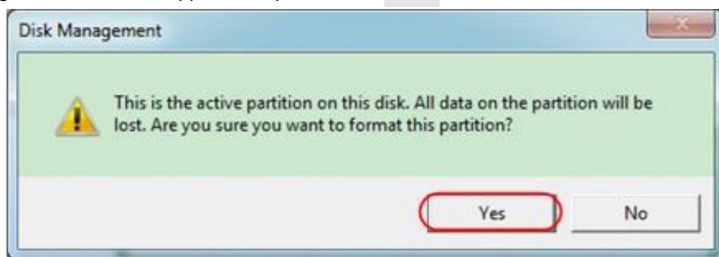 Disk Management
This is the active partition on this disk. All data on the partition will be
lost. Are you sure you want to format this partition?
Yes No